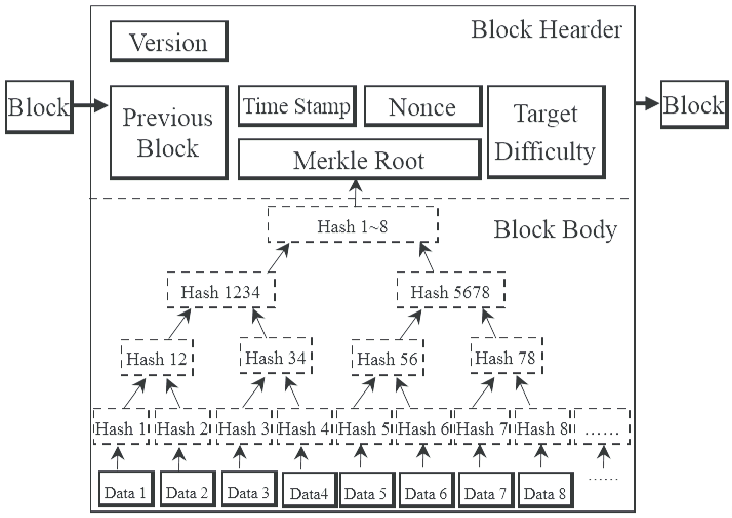 Block Hearder
Version
Block
Previous
Block
Time Stamp
Nonce
Target
Difficulty
Block
Merkle Root
Block Body
Hash 1~8
Hash 1234
Hash 5678
Hash 12
Hash 34
Hash 56
Hash 78
Hash 1
Hash 2
Hash 3
Hash 4
Hash 5
Hash 6
Hash 7
Hash 8
......
Data 1
Data 2
Data 3
Data4
Data 5
Data 6
Data 7
Data 8
......